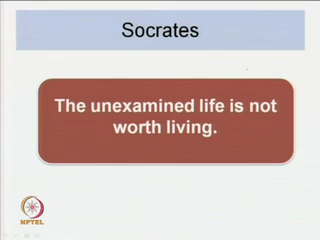 Socrates
The unexamined life is not
worth living.
NPTEL